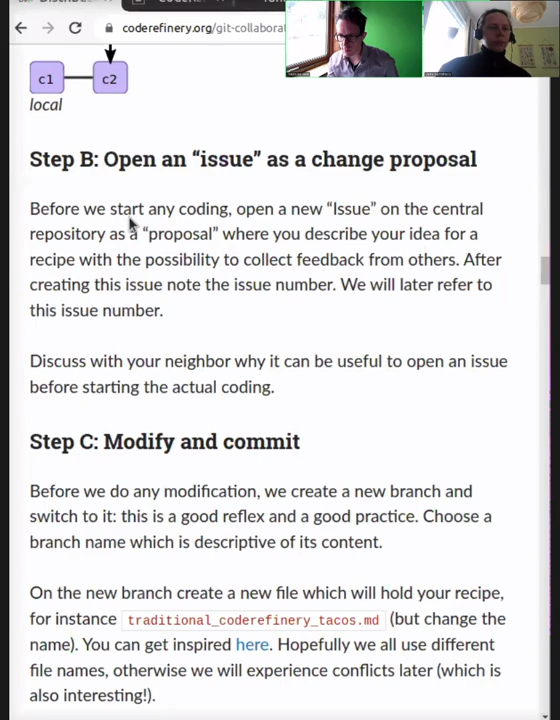 coderefinery.org/git-collabora
c1
c2
local
Step B: Open an “issue” as a change proposal
Before we start any coding, open a new “Issue” on the central
repository as a “proposal” where you describe your idea for a
recipe with the possibility to collect feedback from others. After
creating this issue note the issue number. We will later refer to
this issue number.
Discuss with your neighbor why it can be useful to open an issue
before starting the actual coding.
Step C: Modify and commit
Before we do any modification, we create a new branch and
switch to it: this is a good reflex and a good practice. Choose a
branch name which is descriptive of its content.
On the new branch create a new file which will hold your recipe,
for instance traditional_coderefinery_tacos.md (but change the
name). You can get inspired here. Hopefully we all use different
file names, otherwise we will experience conflicts later (which is
also interesting!).